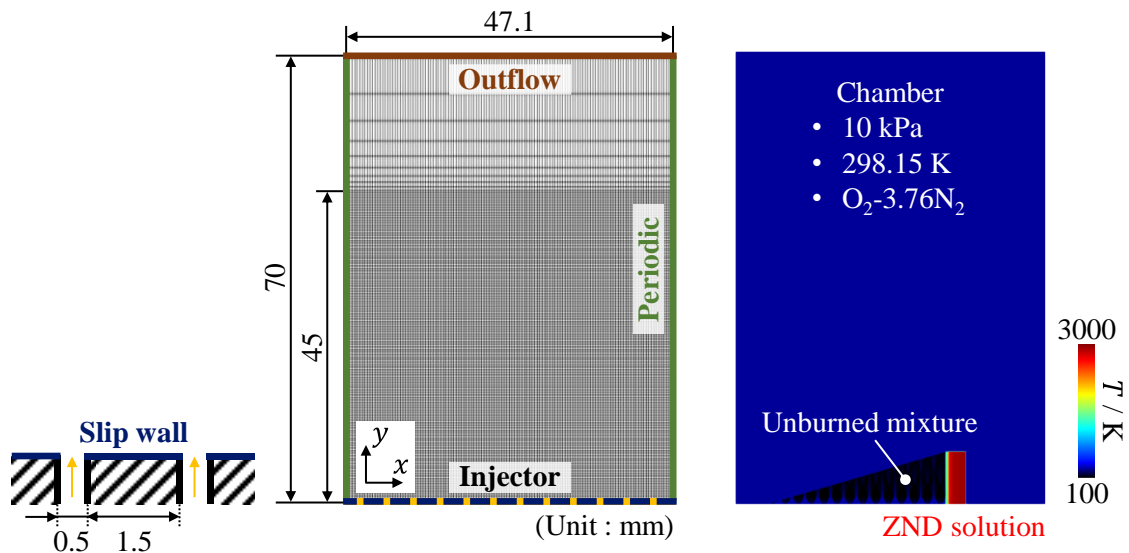 47.1
Outflow
70
45
Periodic
y
x
Injector
(Unit : mm)
Slip wall
0.5
1.5
Chamber
• 10 kPa
• 298.15 K
• O₂-3.76N₂
Unburned mixture
ZND solution
3000
T / K
100